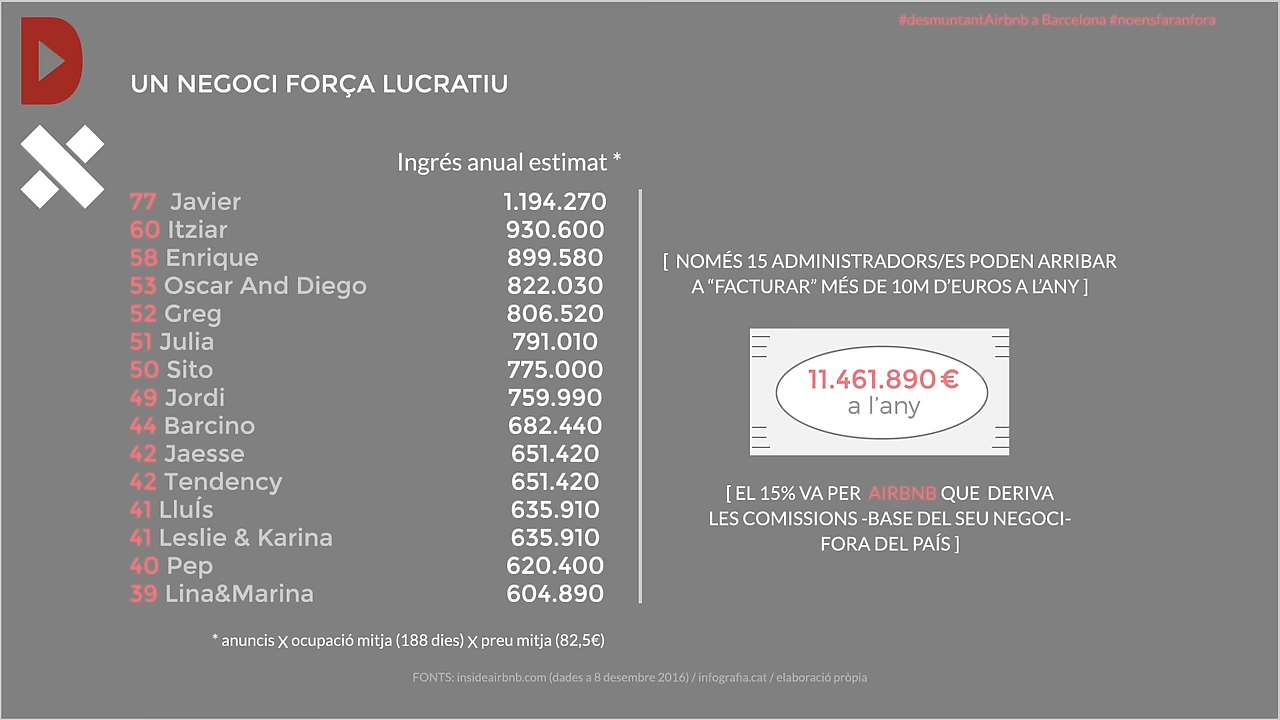 #desmuntantAirbnb a Barcelona #noensfaranfora
UN NEGOCI FORÇA LUCRATIU
Ingrés anual estimat *
77 Javier 1.194.270
60 Itziar 930.600
58 Enrique 899.580
53 Oscar And Diego 822.030
52 Greg 806.520
51 Julia 791.010
50 Sito 775.000
49 Jordi 759.990
44 Barcino 682.440
42 Jaesse 651.420
42 Tendency 651.420
41 LluÍs 635.910
41 Leslie & Karina 635.910
40 Pep 620.400
39 Lina&Marina 604.890
* anuncis X ocupació mitja (188 dies) X preu mitja (82,5€)
[ NOMÉS 15 ADMINISTRADORS/ES PODEN ARRIBAR
A “FACTURAR” MÉS DE 10M D’EUROS A L’ANY ]
11.461.890 €
a l’any
[ EL 15% VA PER AIRBNB QUE DERIVA
LES COMISSIONS -BASE DEL SEU NEGOCI-
FORA DEL PAÍS ]
FONTS: insideairbnb.com (dades a 8 desembre 2016) / infografia.cat / elaboració pròpia